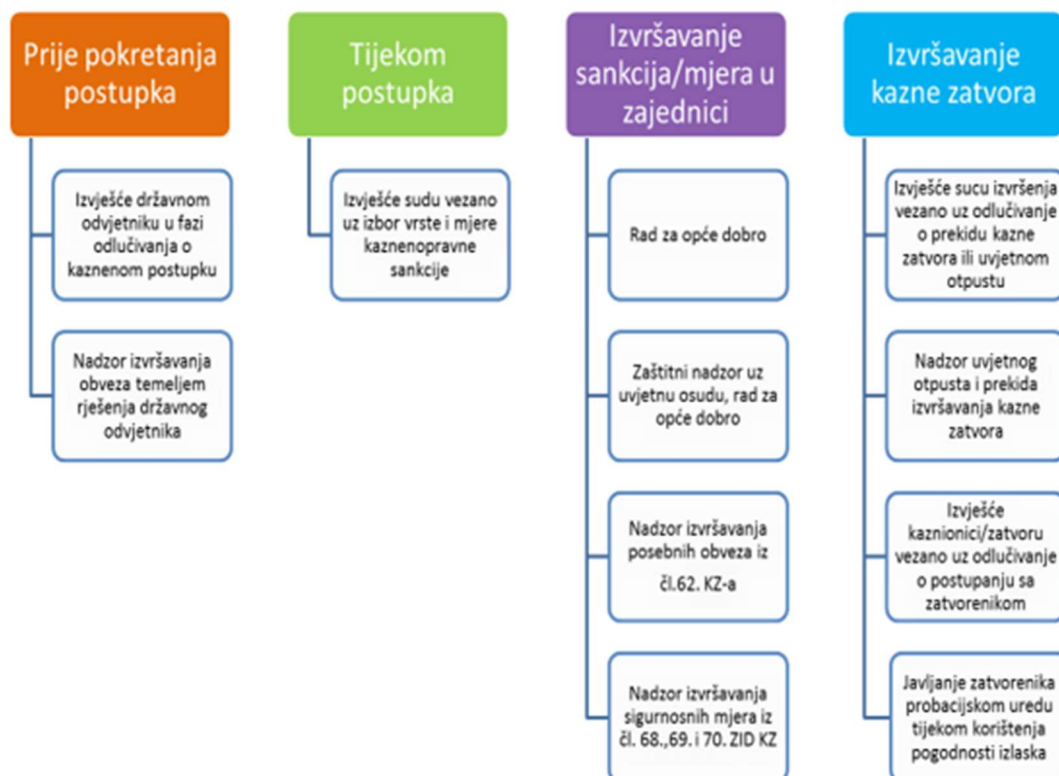 Prije pokretanja
postupka
Izvješće državnom
odvjetniku u fazi
odlučivanja o
kaznenom postupku
Nadzor izvršavanja
obveza temeljem
rješenja državnog
odvjetnika
Tijekom
postupka
Izvješće sudu vezano
uz izbor vrste i mjere
kaznenopravne
sankcije
Izvršavanje
sankcija/mjera u
zajednici
Rad za opće dobro
Zaštitni nadzor uz
uvjetnu osudu, rad za
opće dobro
Nadzor izvršavanja
posebnih obveza iz
čl.62. KZ-a
Nadzor izvršavanja
sigurnosnih mjera iz
čl. 68.,69. i 70. ZID KZ
Izvršavanje
kazne zatvora
Izvješće sucu izvršenja
vezano uz odlučivanje
o prekidu kazne
zatvora ili uvjetnom
otpustu
Nadzor uvjetnog
otpusta i prekida
izvršavanja kazne
zatvora
Izvješće
kaznionici/zatvoru
vezano uz odlučivanje
o postupanju sa
zatvorenikom
Javljanje zatvorenika
probacijskom uredu
tijekom korištenja
pogodnosti izlaska